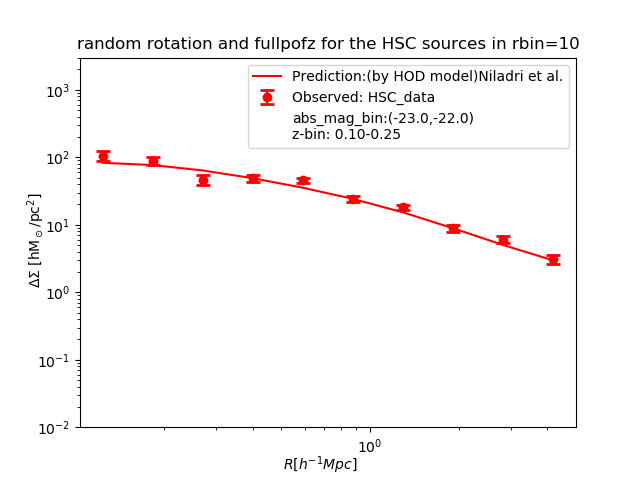 random rotation and fullpofz for the HSC sources in rbin=10
Prediction:(by HOD model)Niladri et al.
Observed: HSC_data
abs_mag_bin:(-23.0,-22.0)
z-bin: 0.10-0.25
10³
10²
10¹
10⁰
10⁻¹
10⁻²
ΔΣ [hM⊙/pc²]
10⁰
R[h⁻¹Mpc]